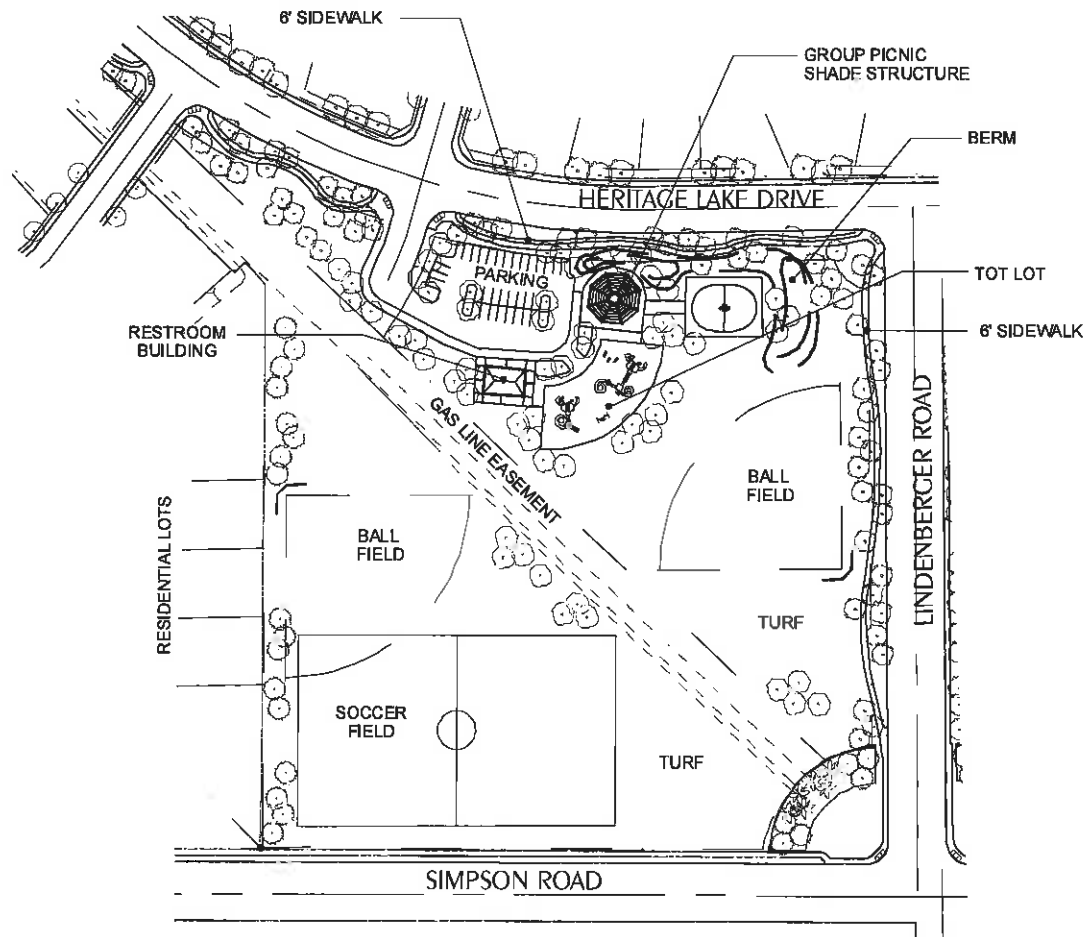 6' SIDEWALK
GROUP PICNIC
SHADE STRUCTURE
BERM
HERITAGE LAKE DRIVE
TOT LOT
PARKING
6' SIDEWALK
RESTROOM
BUILDING
GAS LINE EASEMENT
LINDENBERGER ROAD
BALL
FIELD
BALL
FIELD
RESIDENTIAL LOTS
TURF
SOCCER
FIELD
TURF
SIMPSON ROAD